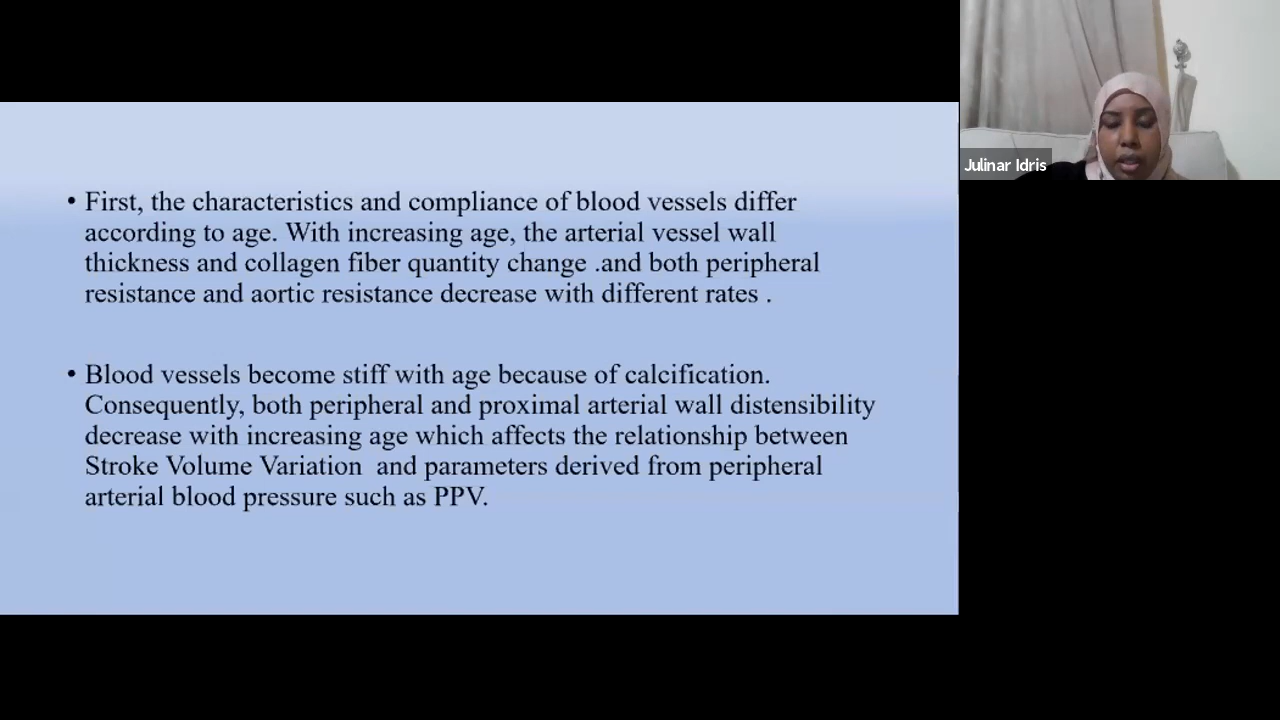 • First, the characteristics and compliance of blood vessels differ
according to age. With increasing age, the arterial vessel wall
thickness and collagen fiber quantity change .and both peripheral
resistance and aortic resistance decrease with different rates .
• Blood vessels become stiff with age because of calcification.
Consequently, both peripheral and proximal arterial wall distensibility
decrease with increasing age which affects the relationship between
Stroke Volume Variation  and parameters derived from peripheral
arterial blood pressure such as PPV.
Julinar Idris